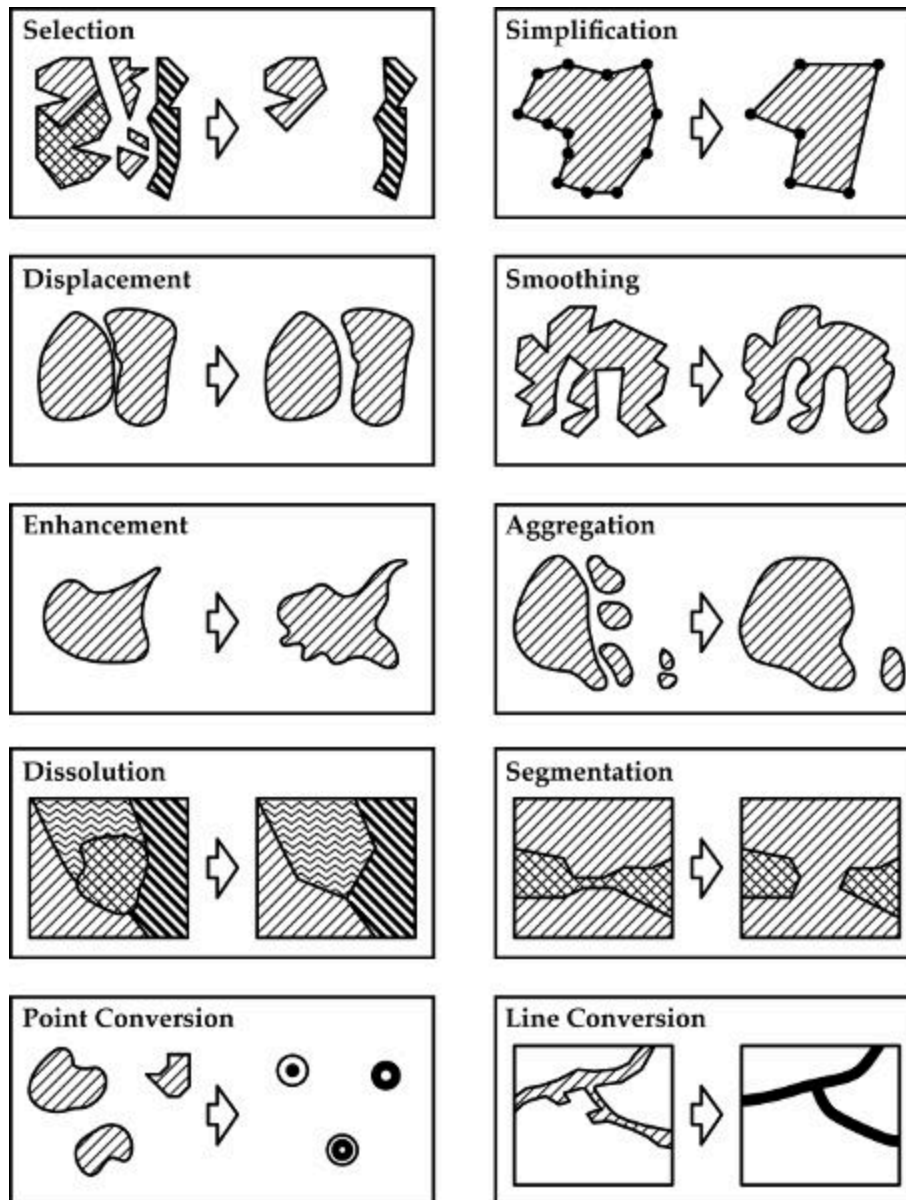 Selection
Simplification
Displacement
Smoothing
Enhancement
Aggregation
Dissolution
Segmentation
Point Conversion
Line Conversion